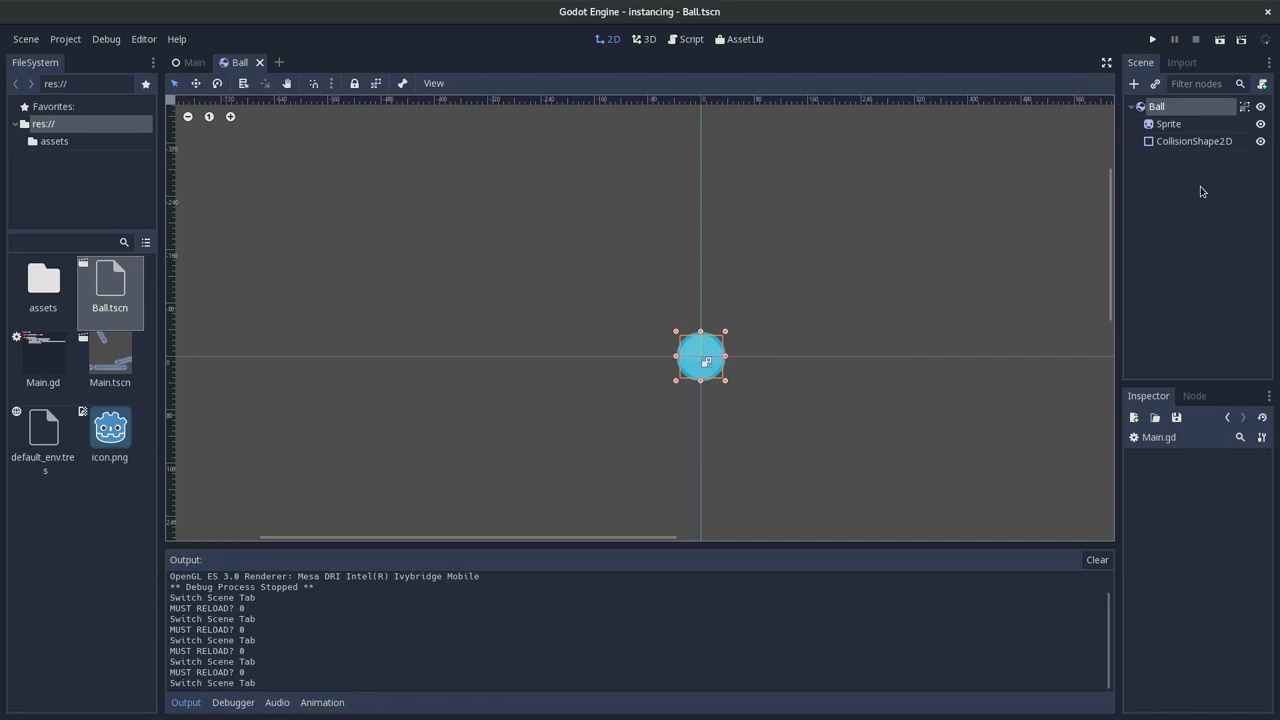 Godot Engine - instancing - Ball.tscn
Scene Project Debug Editor Help
2D 3D Script AssetLib
FileSystem
Main
Ball
Scene Import
res://
View
Filter nodes
Favorites:
res://
assets
Ball
Sprite
CollisionShape2D
assets
Ball.tscn
Main.gd
Main.tscn
default_env.tre
s
icon.png
Inspector Node
Main.gd
Output:
Clear
OpenGL ES 3.0 Renderer: Mesa DRI Intel(R) Ivybridge Mobile
** Debug Process Stopped **
Switch Scene Tab
MUST RELOAD? 0
Switch Scene Tab
MUST RELOAD? 0
Switch Scene Tab
MUST RELOAD? 0
Switch Scene Tab
MUST RELOAD? 0
Switch Scene Tab
Output Debugger Audio Animation